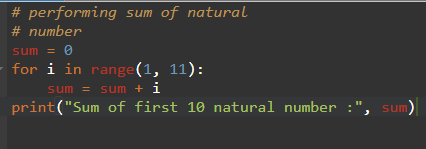 # performing sum of natural
# number
sum = 0
for i in range(1, 11):
    sum = sum + i
print("Sum of first 10 natural number :", sum)